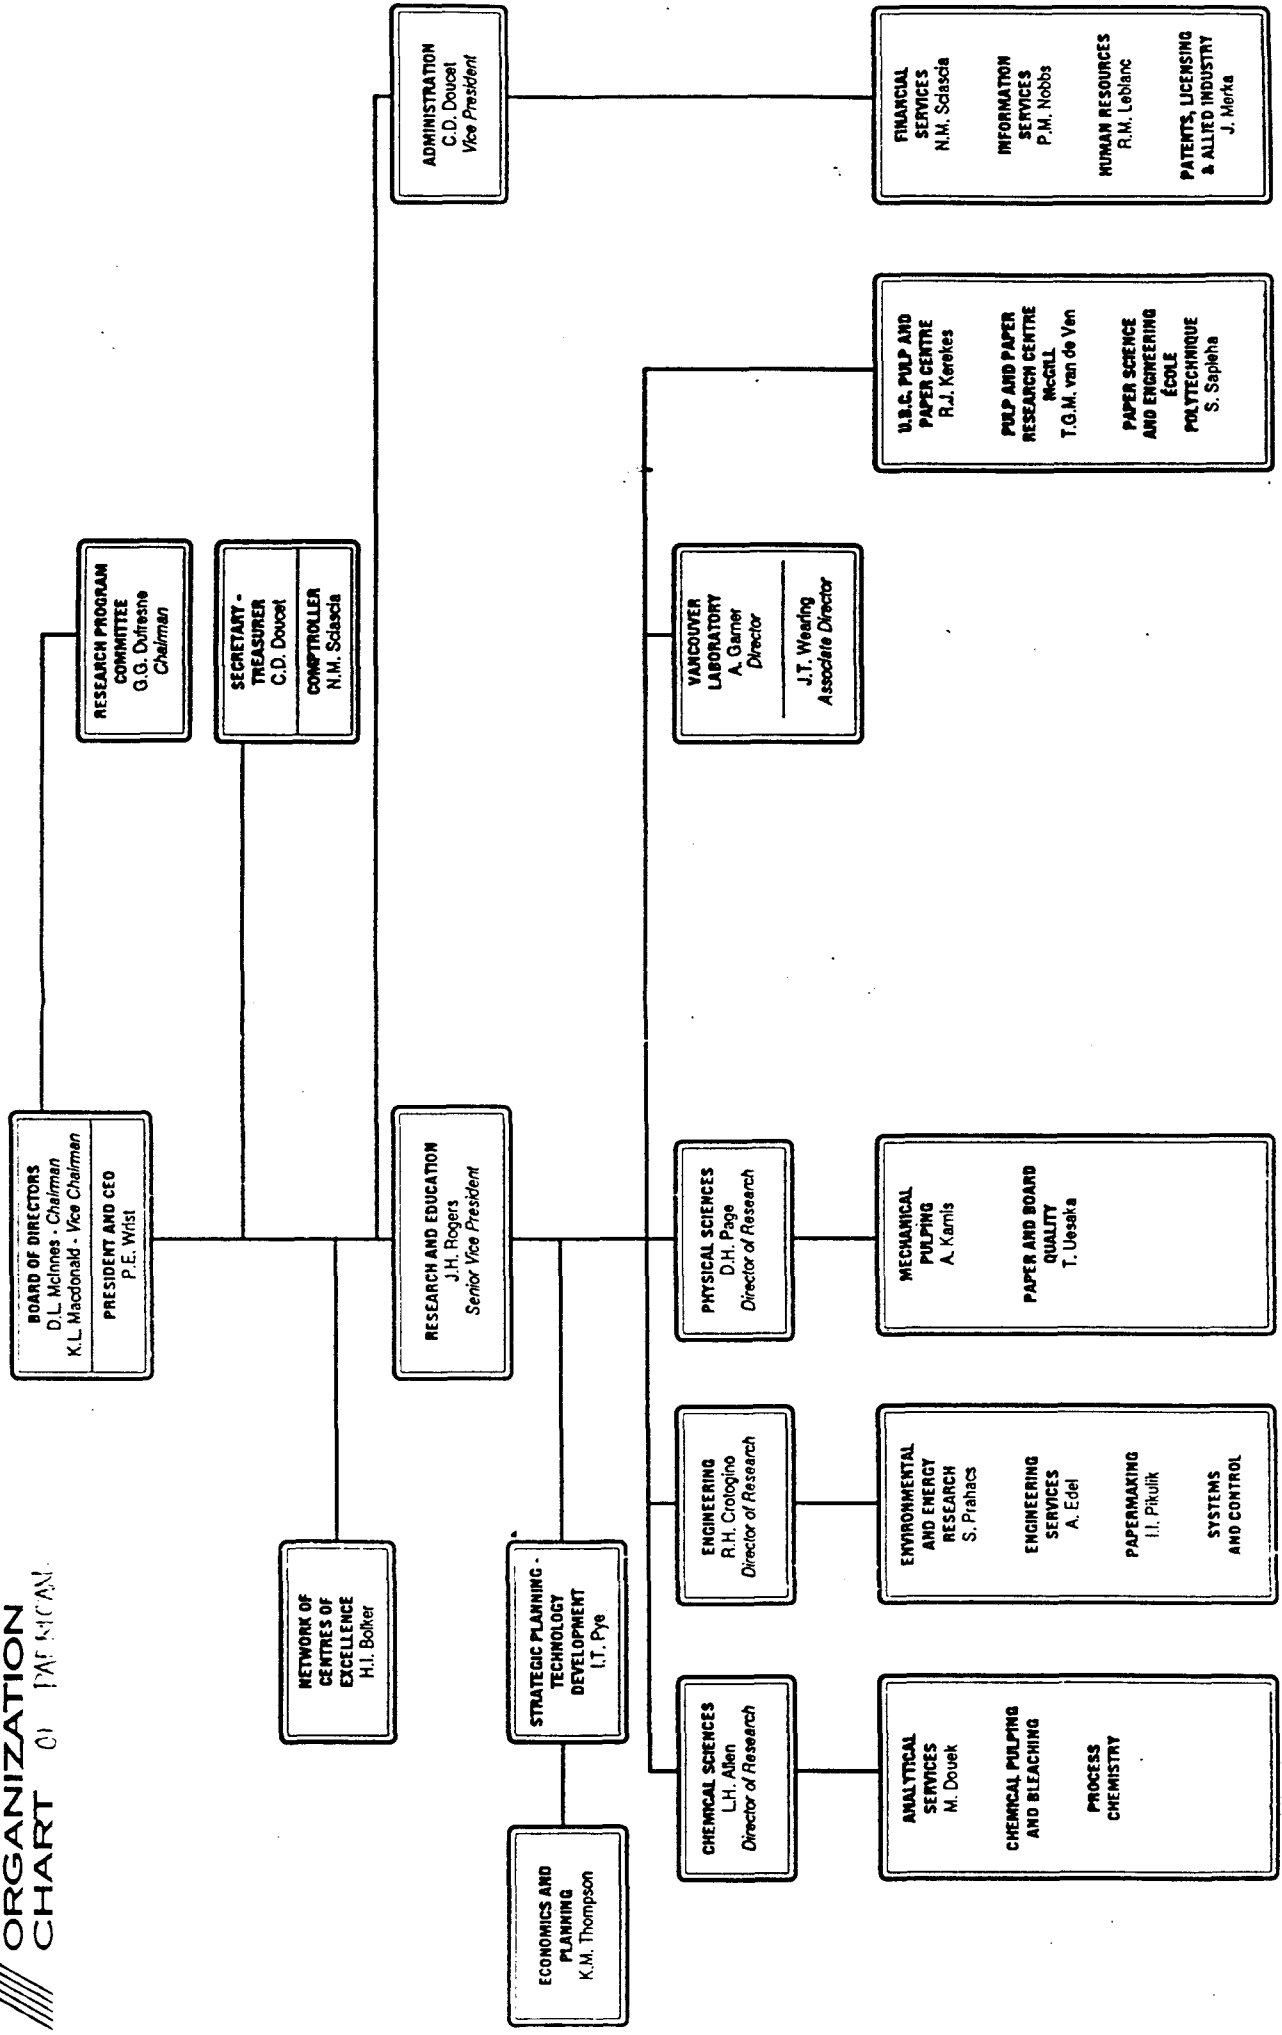 ORGANIZATION
CHART OF PAPRICAN
BOARD OF DIRECTORS
D.L. McInnes - Chairman
K.L. Macdonald - Vice Chairman
PRESIDENT AND CEO
P.E. Wrist
RESEARCH PROGRAM
COMMITTEE
G.G. Dufresne
Chairman
SECRETARY -
TREASURER
C.D. Doucet
COMPTROLLER
N.M. Sciascia
NETWORK OF
CENTRES OF
EXCELLENCE
H.I. Bolker
RESEARCH AND EDUCATION
J.H. Rogers
Senior Vice President
ADMINISTRATION
C.D. Doucet
Vice President
ECONOMICS AND
PLANNING
K.M. Thompson
STRATEGIC PLANNING -
TECHNOLOGY
DEVELOPMENT
I.T. Pye
CHEMICAL SCIENCES
L.H. Allen
Director of Research
ENGINEERING
R.H. Crotogino
Director of Research
PHYSICAL SCIENCES
D.H. Page
Director of Research
VANCOUVER
LABORATORY
A. Garner
Director
J.T. Wearing
Associate Director
ANALYTICAL
SERVICES
M. Douek
CHEMICAL PULPING
AND BLEACHING
PROCESS
CHEMISTRY
ENVIRONMENTAL
AND ENERGY
RESEARCH
S. Prahacs
ENGINEERING
SERVICES
A. Edel
PAPERMAKING
I.I. Pikulik
SYSTEMS
AND CONTROL
MECHANICAL
PULPING
A. Karnis
PAPER AND BOARD
QUALITY
T. Uesaka
U.B.C. PULP AND
PAPER CENTRE
R.J. Kerekes
PULP AND PAPER
RESEARCH CENTRE
McGILL
T.G.M. van de Ven
PAPER SCIENCE
AND ENGINEERING
ÉCOLE
POLYTECHNIQUE
S. Sapieha
FINANCIAL
SERVICES
N.M. Sciascia
INFORMATION
SERVICES
P.M. Nobbs
HUMAN RESOURCES
R.M. Leblanc
PATENTS, LICENSING
& ALLIED INDUSTRY
J. Merka